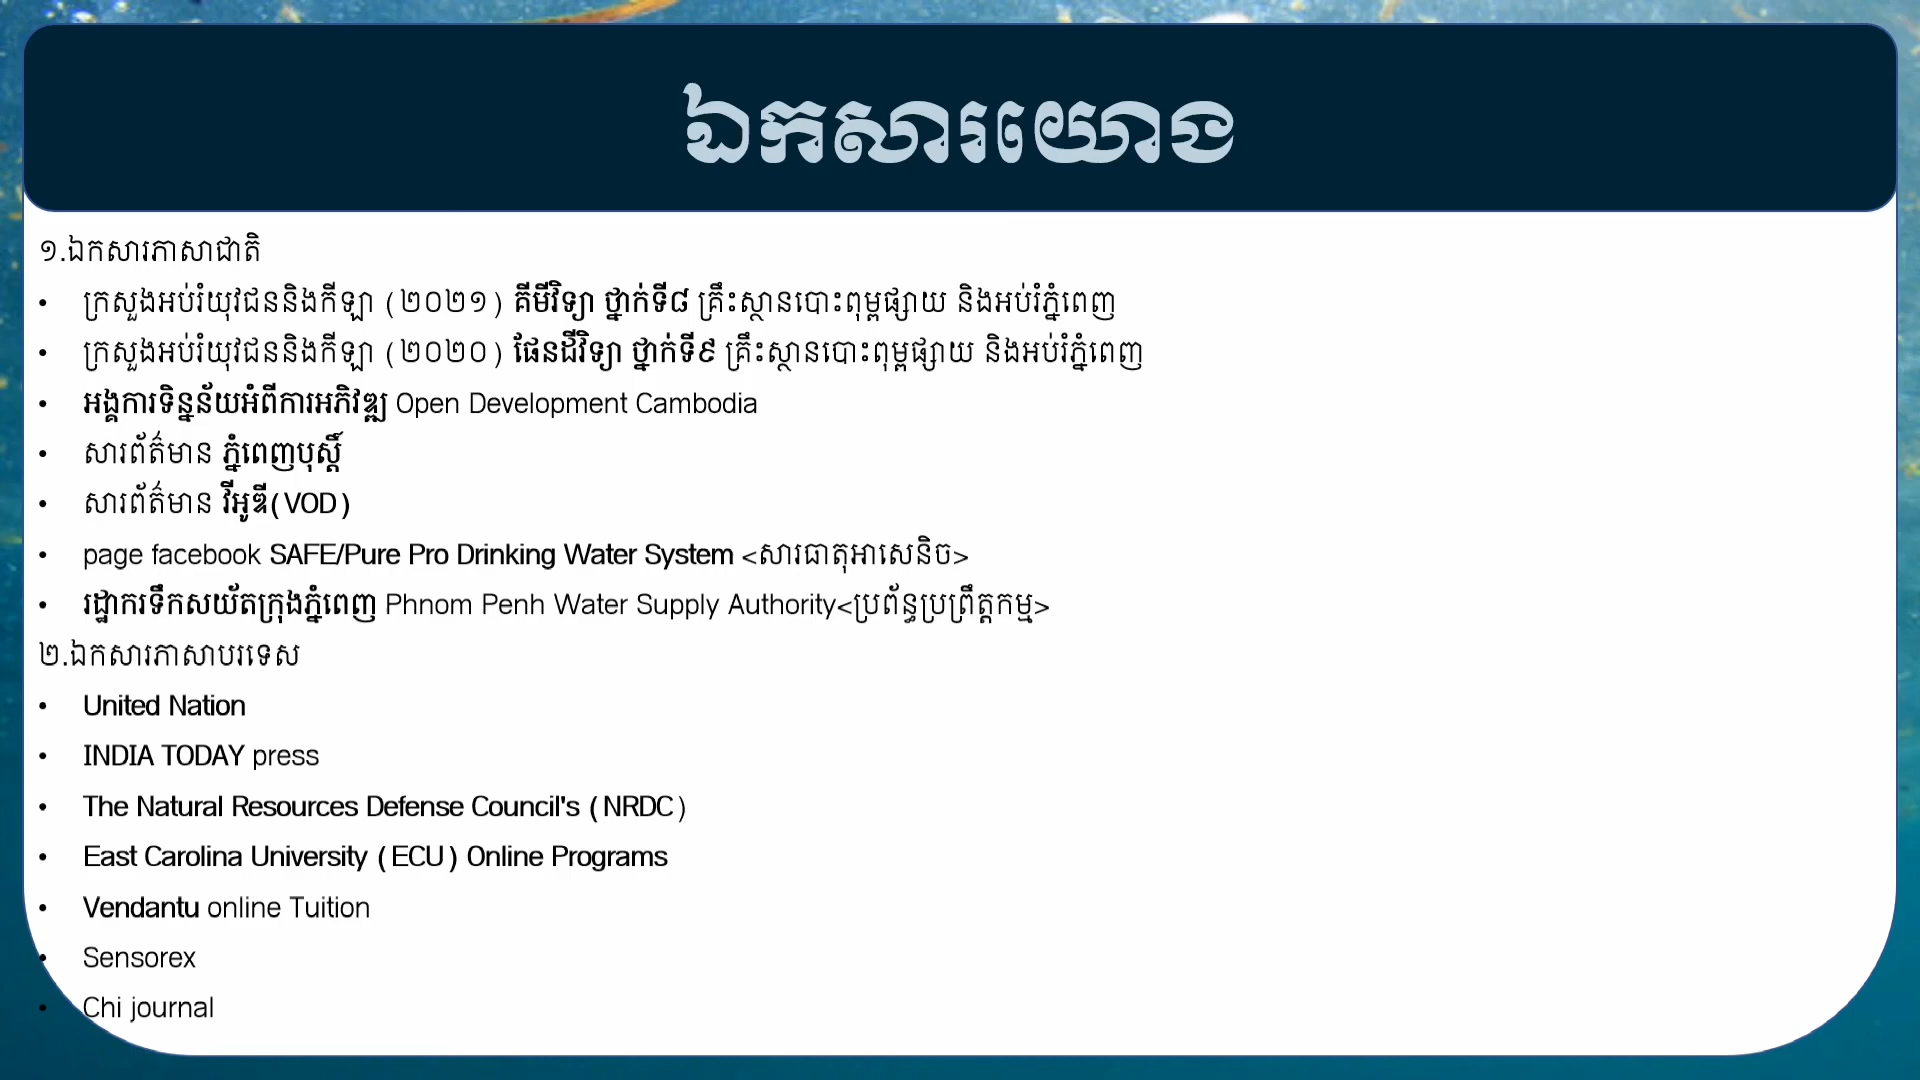 ឯកសារយោង
១.ឯកសារភាសាជាតិ
• ក្រសួងអប់រំយុវជននិងកីឡា (២០២១) គីមីវិទ្យា ថ្នាក់ទី៨ គ្រឹះស្ថានបោះពុម្ពផ្សាយ និងអប់រំភ្នំពេញ
• ក្រសួងអប់រំយុវជននិងកីឡា (២០២០) ផែនដីវិទ្យា ថ្នាក់ទី៩ គ្រឹះស្ថានបោះពុម្ពផ្សាយ និងអប់រំភ្នំពេញ
• អង្គការទិន្នន័យអំពីការអភិវឌ្ឍ Open Development Cambodia
• សារព័ត៌មាន ភ្នំពេញបុស្តិ៍
• សារព័ត៌មាន វីអូឌី(VOD)
• page facebook SAFE/Pure Pro Drinking Water System <សារធាតុអាសេនិច>
• រដ្ឋាករទឹកសយ័តក្រុងភ្នំពេញ Phnom Penh Water Supply Authority<ប្រព័ន្ធប្រព្រឹត្តកម្ម>
២.ឯកសារភាសាបរទេស
• United Nation
• INDIA TODAY press
• The Natural Resources Defense Council's (NRDC)
• East Carolina University (ECU) Online Programs
• Vendantu online Tuition
• Sensorex
• Chi journal